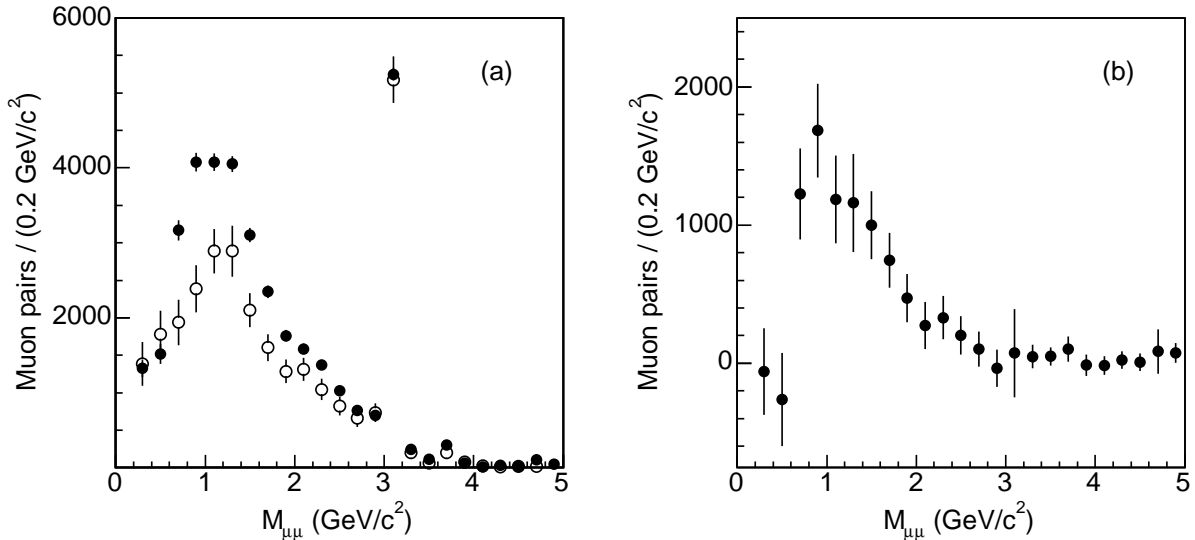 (a)
Muon pairs / (0.2 GeV/c²)
6000
4000
2000
0 1 2 3 4 5
M_μμ (GeV/c²)
(b)
Muon pairs / (0.2 GeV/c²)
2000
1000
0
0 1 2 3 4 5
M_μμ (GeV/c²)